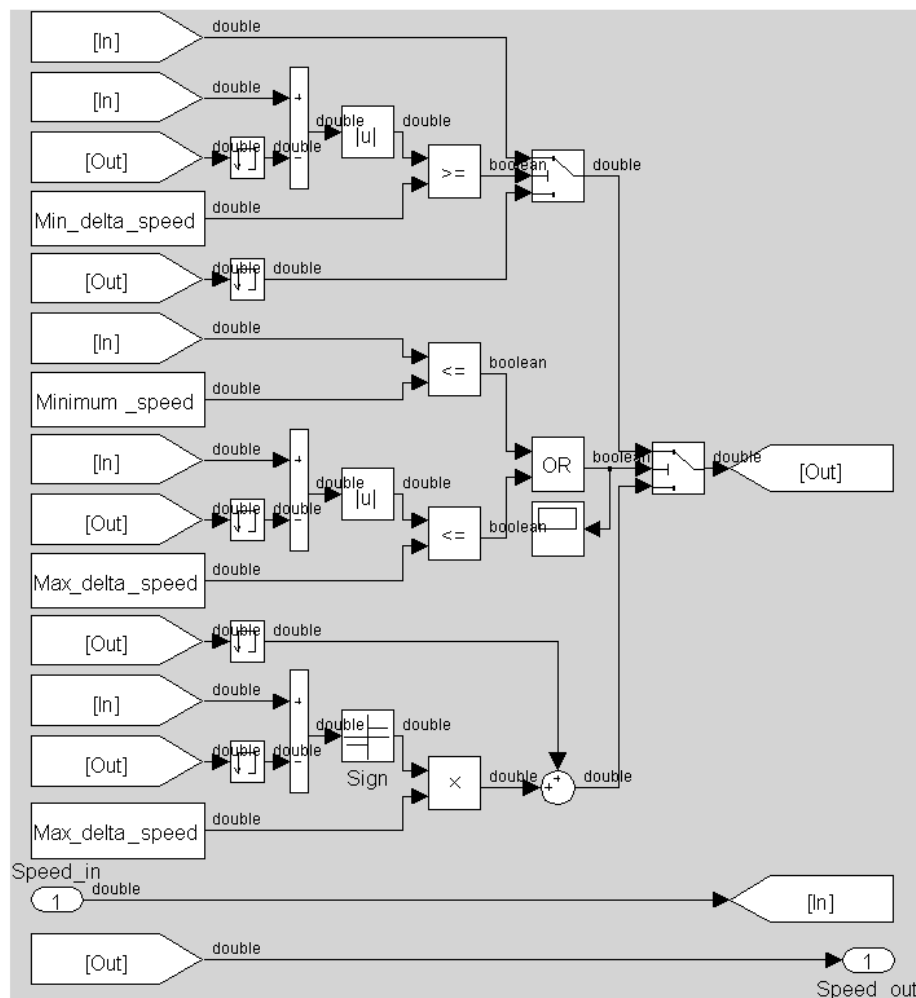 [In]
double
[In]
double
[Out]
double
double
double
|u|
double
>=
boolean
double
Min_delta_speed
double
[Out]
double
double
[In]
double
<=
boolean
Minimum _speed
double
[In]
double
[Out]
double
double
double
|u|
double
<=
boolean
OR
boolean
double
[Out]
Max_delta_speed
double
[Out]
double
double
[In]
double
[Out]
double
double
double
Sign
double
×
double
double
Max_delta_speed
double
Speed_in
1
double
[In]
[Out]
double
1
Speed_out